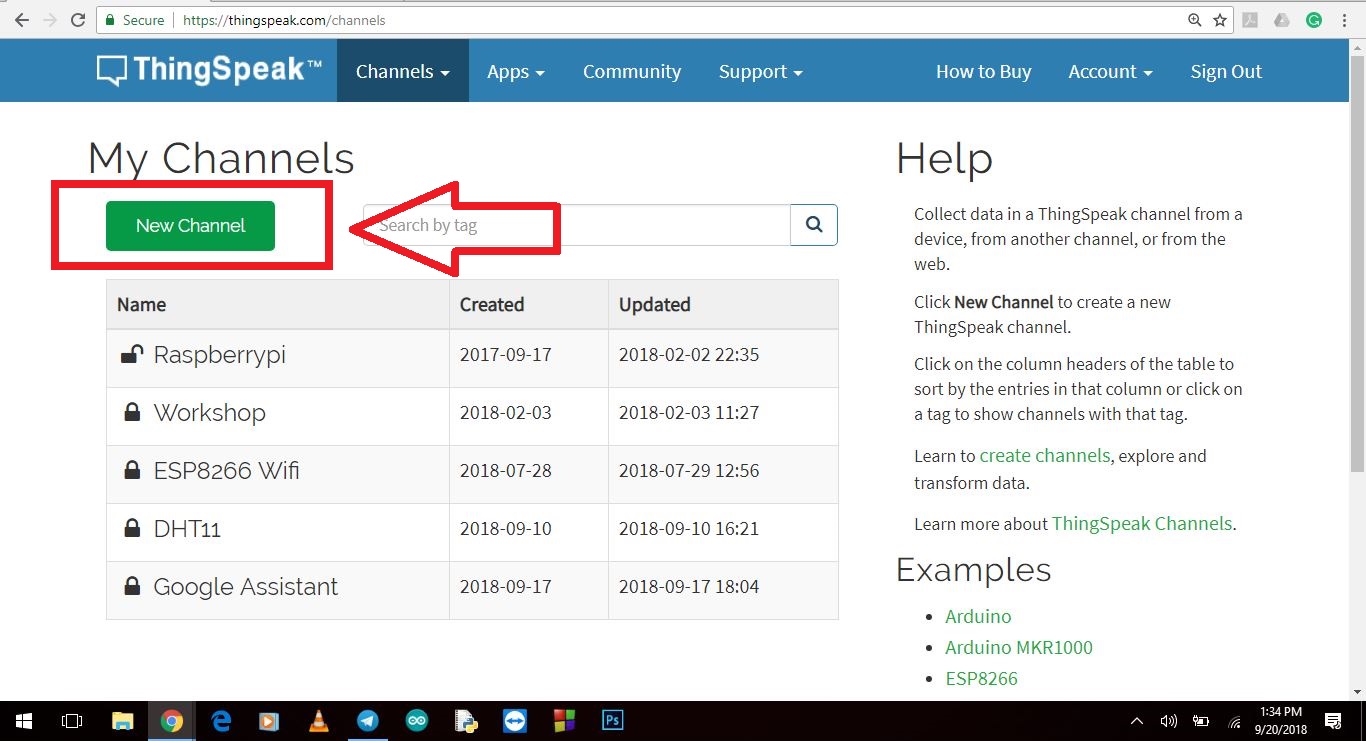 Secure https://thingspeak.com/channels
ThingSpeak™ Channels Apps Community Support How to Buy Account Sign Out
My Channels
New Channel
Search by tag
Name Created Updated
Raspberrypi 2017-09-17 2018-02-02 22:35
Workshop 2018-02-03 2018-02-03 11:27
ESP8266 Wifi 2018-07-28 2018-07-29 12:56
DHT11 2018-09-10 2018-09-10 16:21
Google Assistant 2018-09-17 2018-09-17 18:04
Help
Collect data in a ThingSpeak channel from a
device, from another channel, or from the
web.
Click New Channel to create a new
ThingSpeak channel.
Click on the column headers of the table to
sort by the entries in that column or click on
a tag to show channels with that tag.
Learn to create channels, explore and
transform data.
Learn more about ThingSpeak Channels.
Examples
Arduino
Arduino MKR1000
ESP8266
Ps
1:34 PM
9/20/2018